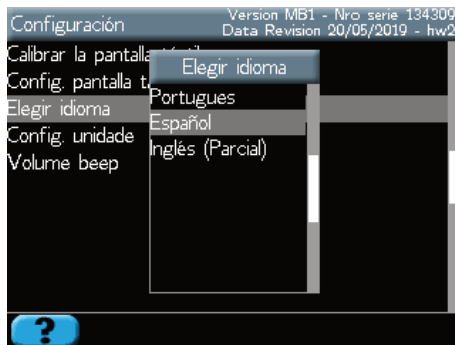 Configuración
Version MB1 - Nro serie 134309
Data Revision 20/05/2019 - hw2
Calibrar la pantalla
Config. pantalla
Elegir idioma
Config. unidade
Volume beep
Elegir idioma
Portugues
Español
Inglés (Parcial)
?